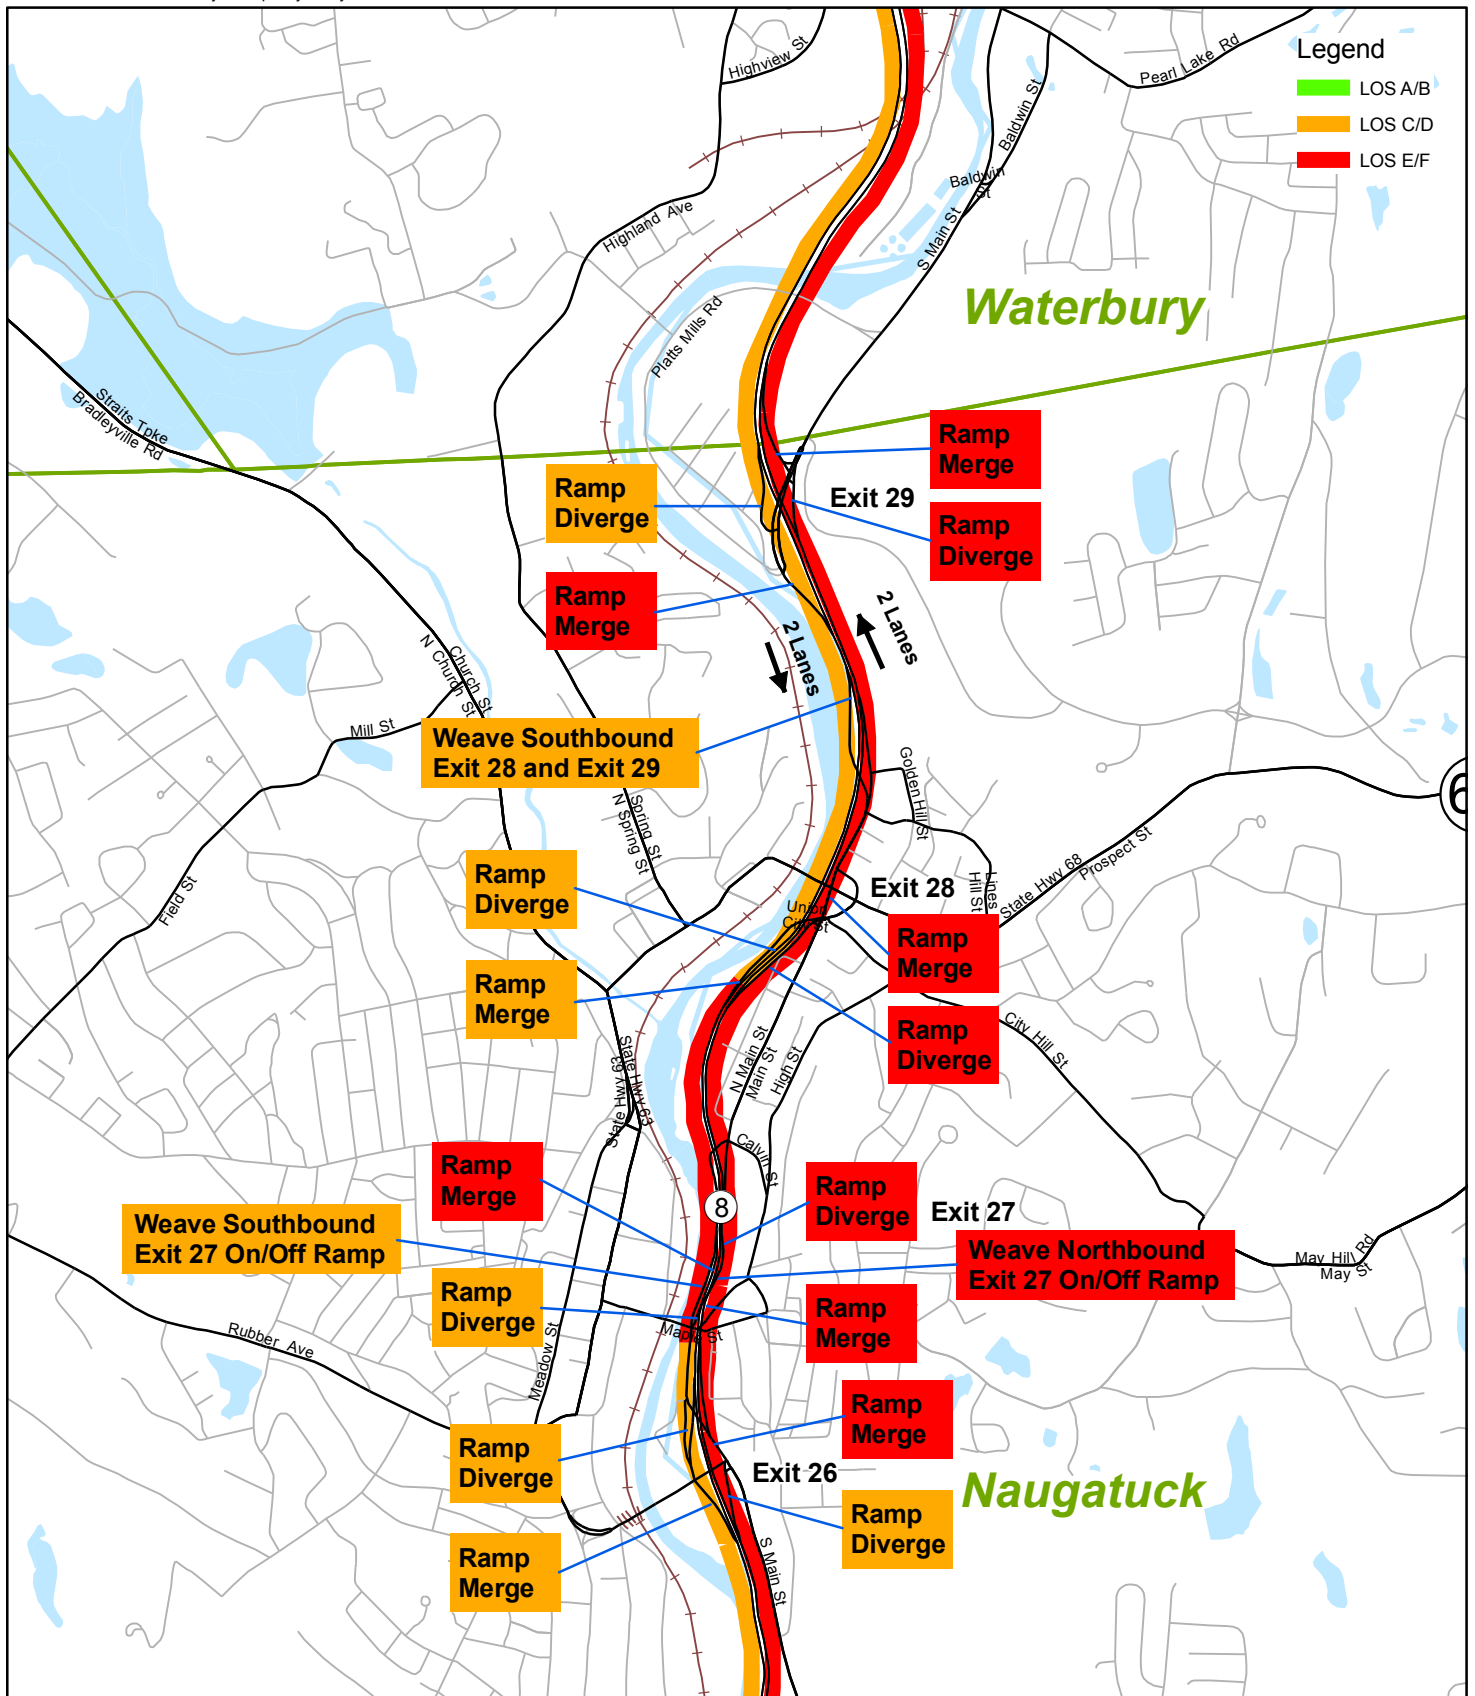 Highview St
Pearl Lake Rd
Legend
LOS A/B
LOS C/D
LOS E/F
Baldwin St
Baldwin
St
S Main St
Highland Ave
Waterbury
Platts Mills Rd
Straits Tpke
Bradleyville Rd
Ramp
Merge
Ramp
Diverge
Exit 29
Ramp
Diverge
Ramp
Merge
2 Lanes
2 Lanes
N Church St
Church St
Mill St
Weave Southbound
Exit 28 and Exit 29
Golden Hill St
6
N Spring St
Spring St
State Hwy 68
Prospect St
Lines
Hill St
Field St
Ramp
Diverge
Exit 28
Union
City St
Ramp
Merge
Ramp
Merge
Ramp
Diverge
City Hill St
N Main St
Main St
High St
State Hwy 63
State Hwy 63
Calvin St
Ramp
Merge
Ramp
Diverge
8
Exit 27
Weave Southbound
Exit 27 On/Off Ramp
Weave Northbound
Exit 27 On/Off Ramp
May Hill Rd
May St
Ramp
Diverge
Ramp
Merge
Maple St
Rubber Ave
Meadow St
Ramp
Merge
Ramp
Diverge
Exit 26
Naugatuck
Ramp
Diverge
Ramp
Merge
S Main St